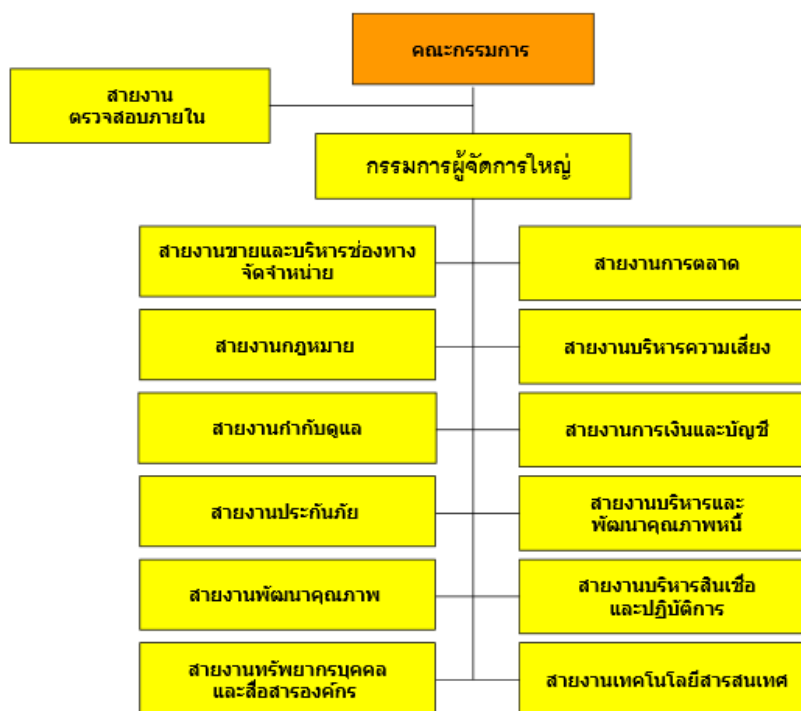 คณะกรรมการ
สายงาน
ตรวจสอบภายใน
กรรมการผู้จัดการใหญ่
สายงานขายและบริหารช่องทาง
จัดจำหน่าย
สายงานการตลาด
สายงานกฎหมาย
สายงานบริหารความเสี่ยง
สายงานกำกับดูแล
สายงานการเงินและบัญชี
สายงานประกันภัย
สายงานบริหารและ
พัฒนาคุณภาพหนี้
สายงานพัฒนาคุณภาพ
สายงานบริหารสินเชื่อ
และปฏิบัติการ
สายงานทรัพยากรบุคคล
และสื่อสารองค์กร
สายงานเทคโนโลยีสารสนเทศ